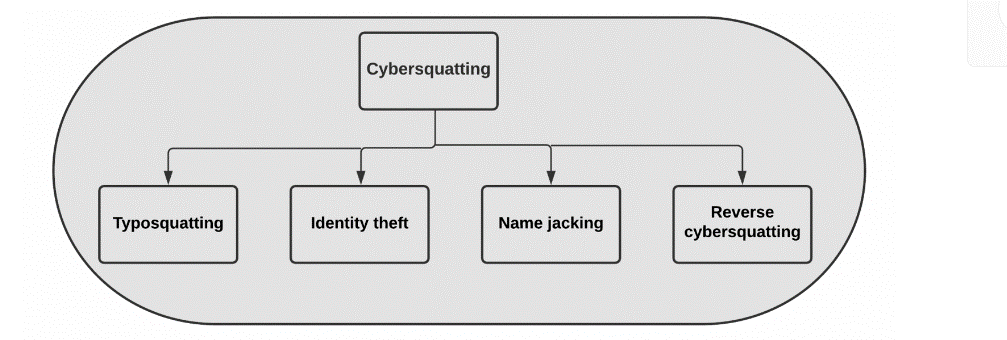 Cybersquatting
Typosquatting
Identity theft
Name jacking
Reverse
cybersquatting